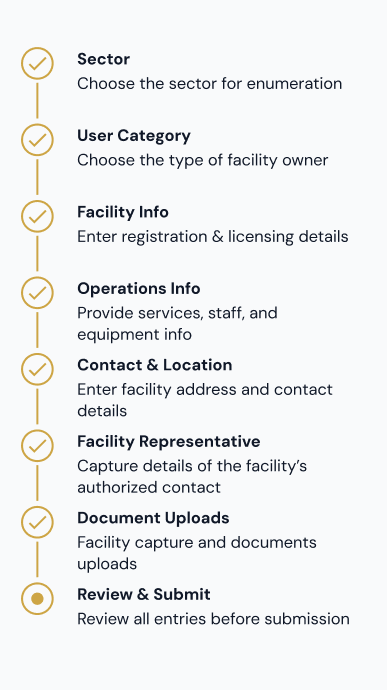 Sector
Choose the sector for enumeration
User Category
Choose the type of facility owner
Facility Info
Enter registration & licensing details
Operations Info
Provide services, staff, and
equipment info
Contact & Location
Enter facility address and contact
details
Facility Representative
Capture details of the facility’s
authorized contact
Document Uploads
Facility capture and documents
uploads
Review & Submit
Review all entries before submission